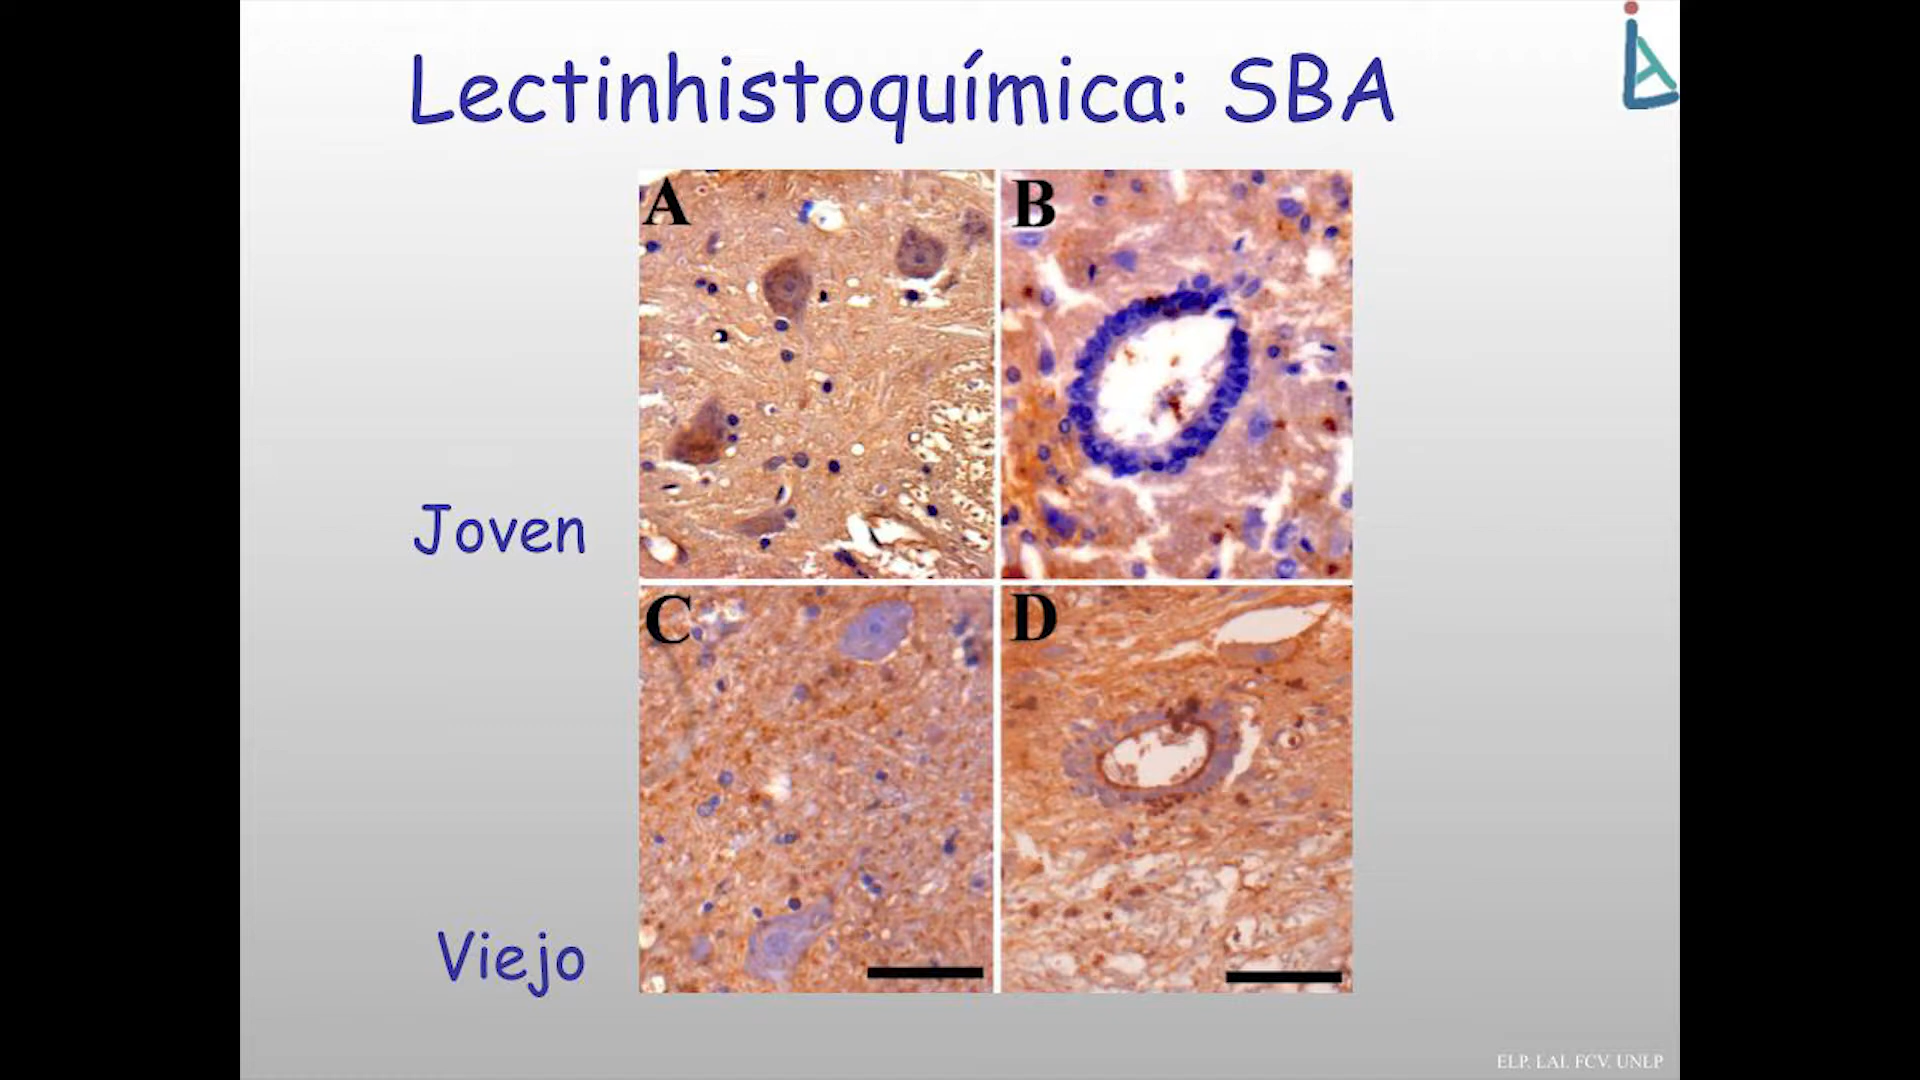 Lectinhistoquímica: SBA
A
B
Joven
C
D
Viejo
ELP. LAI. FCV. UNLP